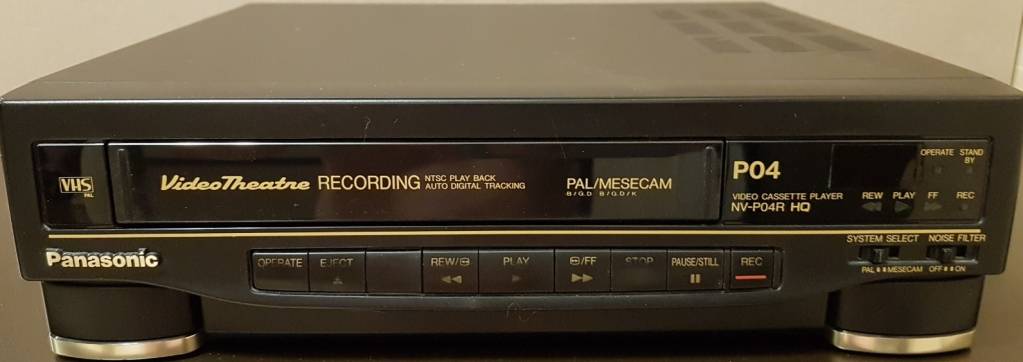 VHS
PAL
VideoTheatre RECORDING NTSC PLAY BACK
AUTO DIGITAL TRACKING
PAL/MESECAM
B/G.D B/G.D/K
P04
VIDEO CASSETTE PLAYER
NV-P04R HQ
OPERATE STAND BY
REW PLAY FF REC
Panasonic
OPERATE
EJECT
REW/
PLAY
/FF
STOP
PAUSE/STILL
REC
SYSTEM SELECT
PAL MESECAM
NOISE FILTER
OFF ON